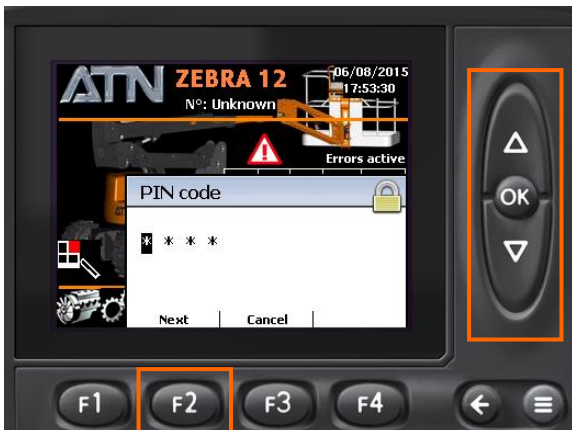 ATN ZEBRA 12
06/08/2015
17:53:30
N°: Unknown
Errors active
PIN code
* * * *
Next
Cancel
OK
F1
F2
F3
F4